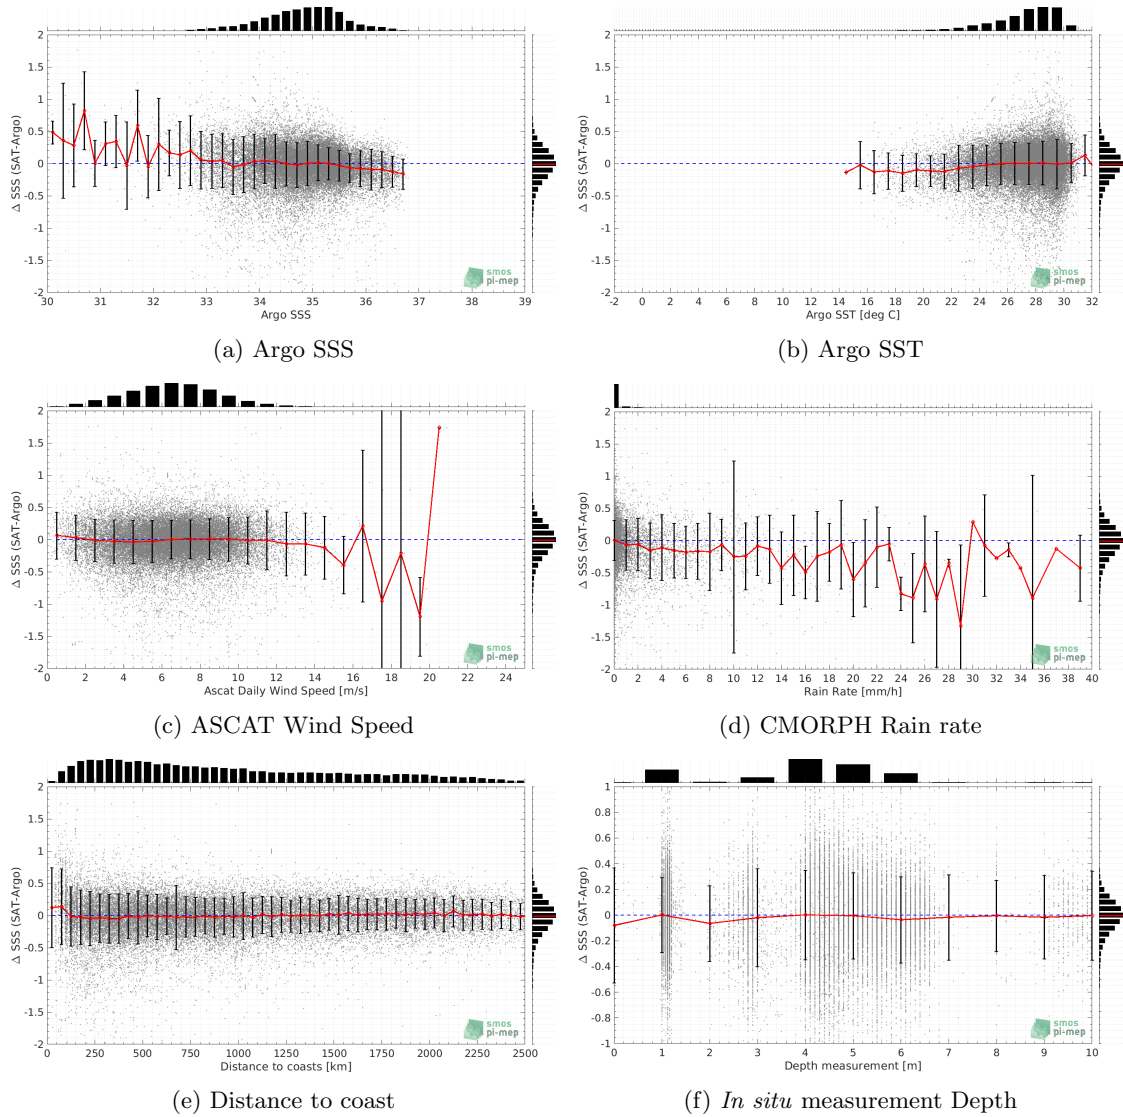 2
1.5
1
0.5
0
-0.5
-1
-1.5
-2
Δ SSS (SAT-Argo)
30 31 32 33 34 35 36 37 38 39
Argo SSS
smos
pi-mep
(a) Argo SSS
2
1.5
1
0.5
0
-0.5
-1
-1.5
-2
Δ SSS (SAT-Argo)
-2 0 2 4 6 8 10 12 14 16 18 20 22 24 26 28 30 32
Argo SST [deg C]
smos
pi-mep
(b) Argo SST
2
1.5
1
0.5
0
-0.5
-1
-1.5
-2
Δ SSS (SAT-Argo)
0 2 4 6 8 10 12 14 16 18 20 22 24
Ascat Daily Wind Speed [m/s]
smos
pi-mep
(c) ASCAT Wind Speed
2
1.5
1
0.5
0
-0.5
-1
-1.5
-2
Δ SSS (SAT-Argo)
0 2 4 6 8 10 12 14 16 18 20 22 24 26 28 30 32 34 36 38 40
Rain Rate [mm/h]
smos
pi-mep
(d) CMORPH Rain rate
2
1.5
1
0.5
0
-0.5
-1
-1.5
-2
Δ SSS (SAT-Argo)
0 250 500 750 1000 1250 1500 1750 2000 2250 2500
Distance to coasts [km]
smos
pi-mep
(e) Distance to coast
1
0.8
0.6
0.4
0.2
0
-0.2
-0.4
-0.6
-0.8
-1
Δ SSS (SAT-Argo)
0 1 2 3 4 5 6 7 8 9 10
Depth measurement [m]
smos
pi-mep
(f) In situ measurement Depth